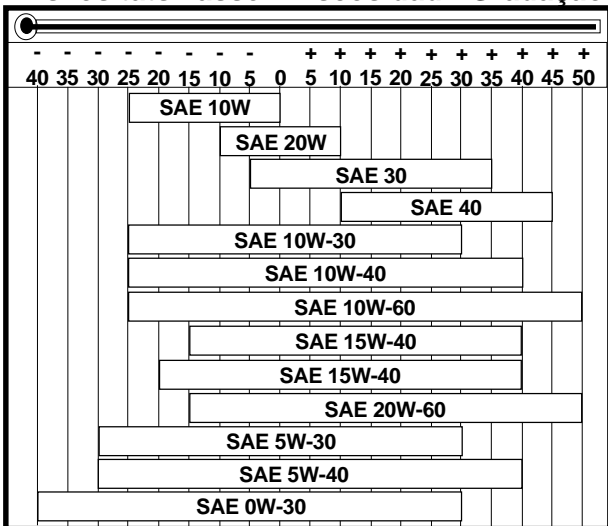 Graduação
- - - - - - - - + + + + + + + + + +
40 35 30 25 20 15 10 5 0 5 10 15 20 25 30 35 40 45 50
SAE 10W
SAE 20W
SAE 30
SAE 40
SAE 10W-30
SAE 10W-40
SAE 10W-60
SAE 15W-40
SAE 15W-40
SAE 20W-60
SAE 5W-30
SAE 5W-40
SAE 0W-30